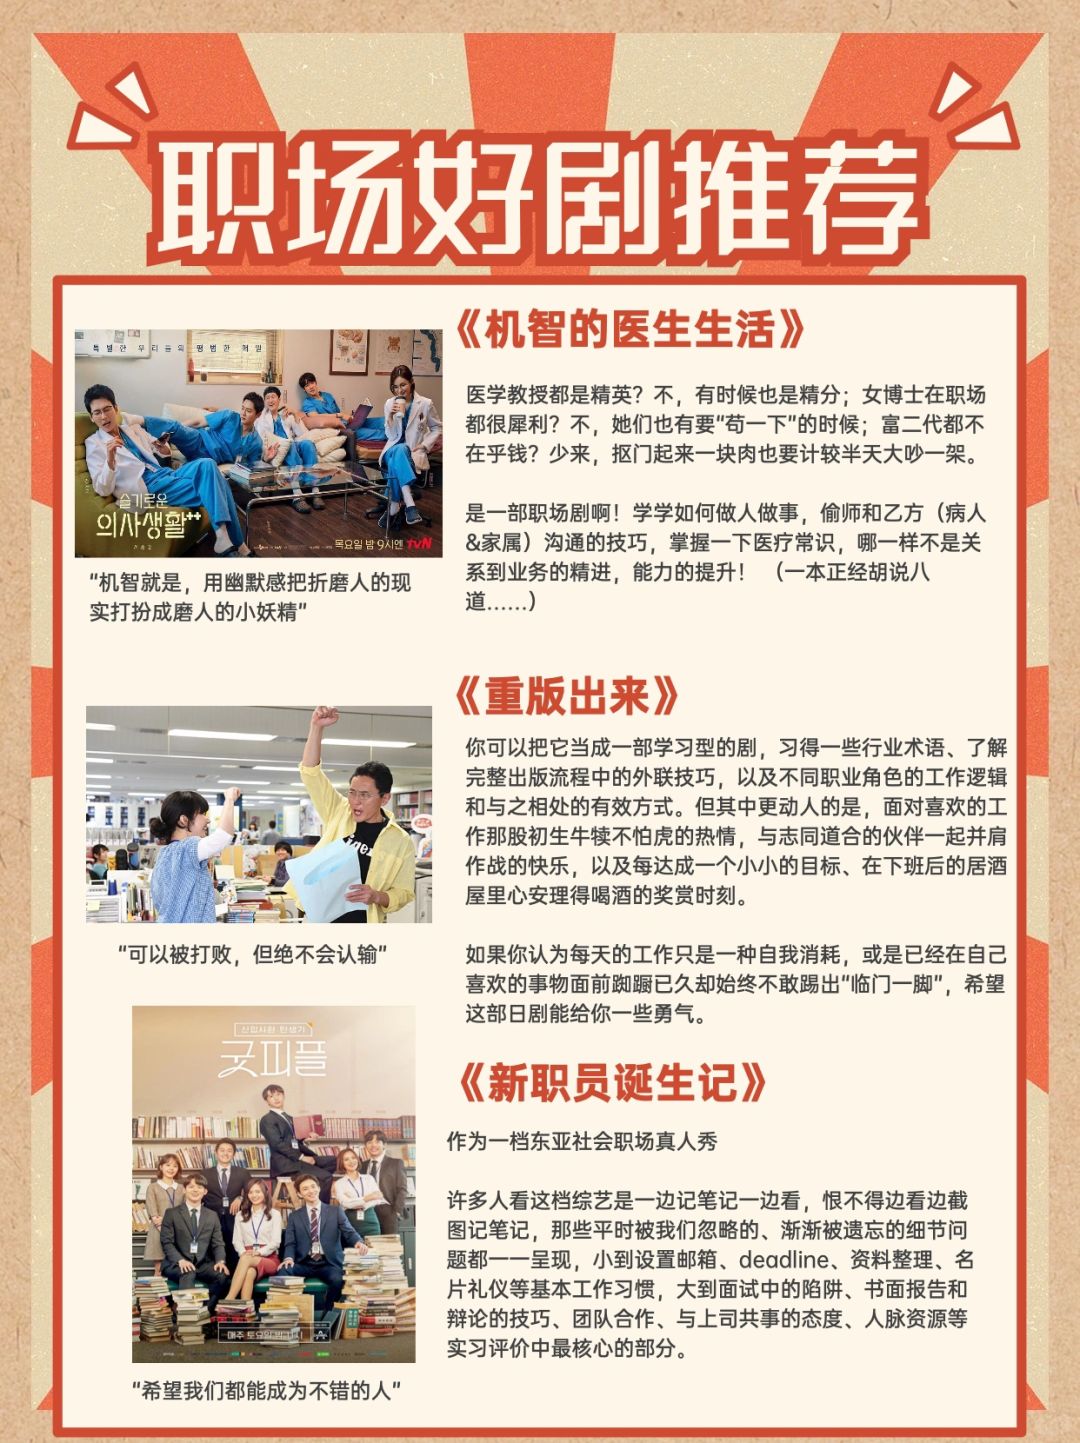 职场好剧推荐
《机智的医生生活》
특별한 우리들의 평범한 매일
슬기로운
의사생활
목요일 밤 9시엔 tvN
“机智就是，用幽默感把折磨人的现
实打扮成磨人的小妖精”
医学教授都是精英？不，有时候也是精分；女博士在职场
都很犀利？不，她们也有要“苟一下”的时候；富二代都不
在乎钱？少来，抠门起来一块肉也要计较半天大吵一架。
是一部职场剧啊！学学如何做人做事，偷师和乙方（病人
&家属）沟通的技巧，掌握一下医疗常识，哪一样不是关
系到业务的精进，能力的提升！（一本正经胡说八
道……）
《重版出来》
“可以被打败，但绝不会认输”
你可以把它当成一部学习型的剧，习得一些行业术语、了解
完整出版流程中的外联技巧，以及不同职业角色的工作逻辑
和与之相处的有效方式。但其中更动人的是，面对喜欢的工
作那股初生牛犊不怕虎的热情，与志同道合的伙伴一起并肩
作战的快乐，以及每达成一个小小的目标、在下班后的居酒
屋里心安理得喝酒的奖赏时刻。
如果你认为每天的工作只是一种自我消耗，或是已经在自己
喜欢的事物面前踟蹰已久却始终不敢踢出“临门一脚”，希望
这部日剧能给你一些勇气。
《新职员诞生记》
신입사원 탄생기
굿피플
매주 토요일 밤 11시
“希望我们都能成为不错的人”
作为一档东亚社会职场真人秀
许多人看这档综艺是一边记笔记一边看，恨不得边看边截
图记笔记，那些平时被我们忽略的、渐渐被遗忘的细节问
题都一一呈现，小到设置邮箱、deadline、资料整理、名
片礼仪等基本工作习惯，大到面试中的陷阱、书面报告和
辩论的技巧、团队合作、与上司共事的态度、人脉资源等
实习评价中最核心的部分。